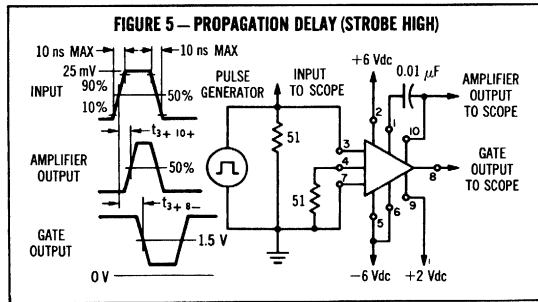 FIGURE 5 — PROPAGATION DELAY (STROBE HIGH)
10 ns MAX
10 ns MAX
25 mV
90%
INPUT
50%
10%
t3+ 10+
AMPLIFIER
OUTPUT
50%
t3+ 8−
GATE
OUTPUT
1.5 V
0 V
PULSE
GENERATOR
INPUT
TO SCOPE
51
51
+6 Vdc
0.01 μF
AMPLIFIER
OUTPUT
TO SCOPE
GATE
OUTPUT
TO SCOPE
2
1
10
3
4
7
8
5
6
9
−6 Vdc
+2 Vdc